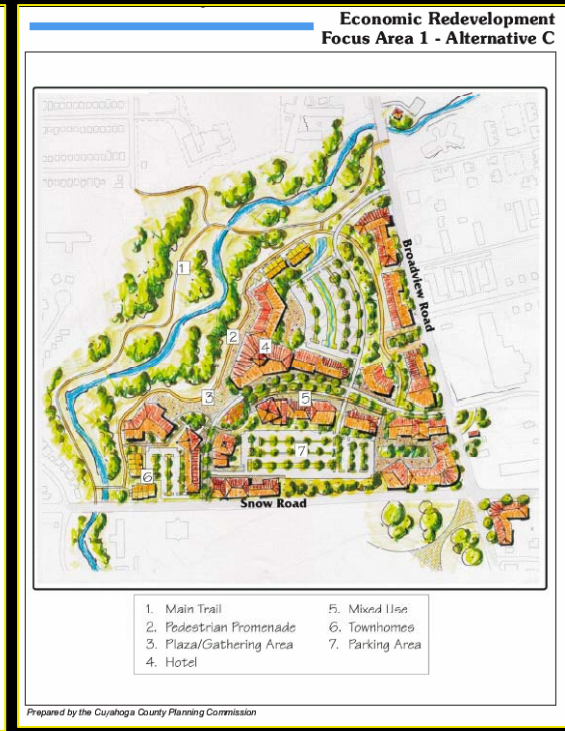 Economic Redevelopment
Focus Area 1 - Alternative C
Broadview Road
1
2
4
3
5
7
6
Snow Road
1. Main Trail
2. Pedestrian Promenade
3. Plaza/Gathering Area
4. Hotel
5. Mixed Use
6. Townhomes
7. Parking Area
Prepared by the Cuyahoga County Planning Commission